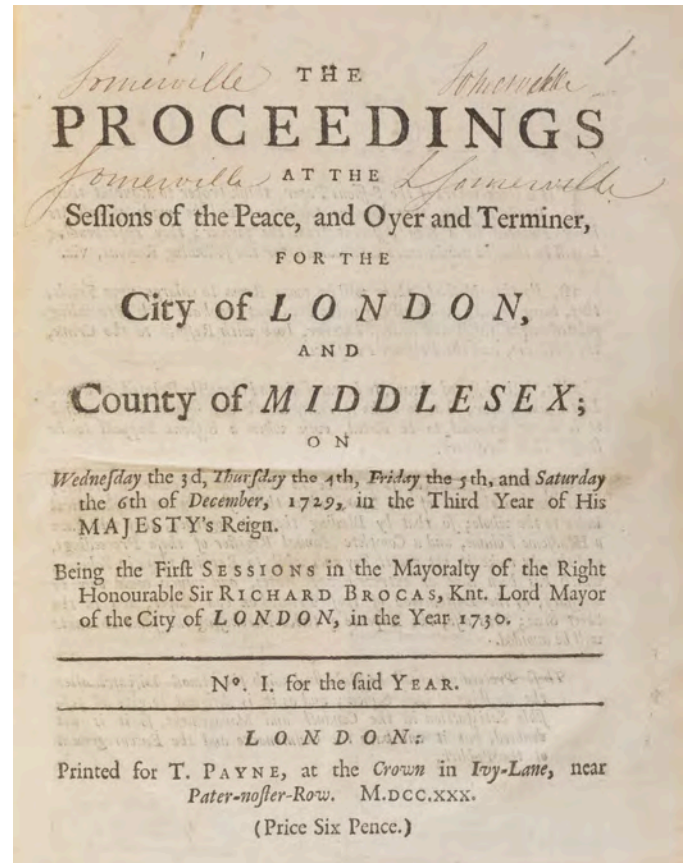 Somerville THE Somerville
PROCEEDINGS
Somerville AT THE L Somerville
Seſſions of the Peace, and Oyer and Terminer,
FOR THE
City of LONDON,
AND
County of MIDDLESEX;
ON
Wedneſday the 3d, Thurſday the 4th, Friday the 5th, and Saturday
the 6th of December, 1729, in the Third Year of His
MAJESTY's Reign.
Being the Firſt SESSIONS in the Mayoralty of the Right
Honourable Sir RICHARD BROCAS, Knt. Lord Mayor
of the City of LONDON, in the Year 1730.
Nº. I. for the ſaid YEAR.
LONDON:
Printed for T. PAYNE, at the Crown in Ivy-Lane, near
Pater-noſter-Row. M.DCC.XXX.
(Price Six Pence.)